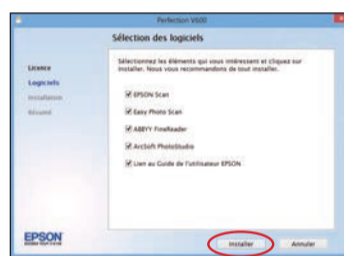 Perfection V600
Sélection des logiciels
Licence
Logiciels
Installation
Résumé
Sélectionnez les éléments qui vous intéressent et cliquez sur
Installer. Nous vous recommandons de tout installer.
EPSON Scan
Easy Photo Scan
ABBYY FineReader
ArcSoft PhotoStudio
Lien au Guide de l'utilisateur EPSON
EPSON
Installer
Annuler